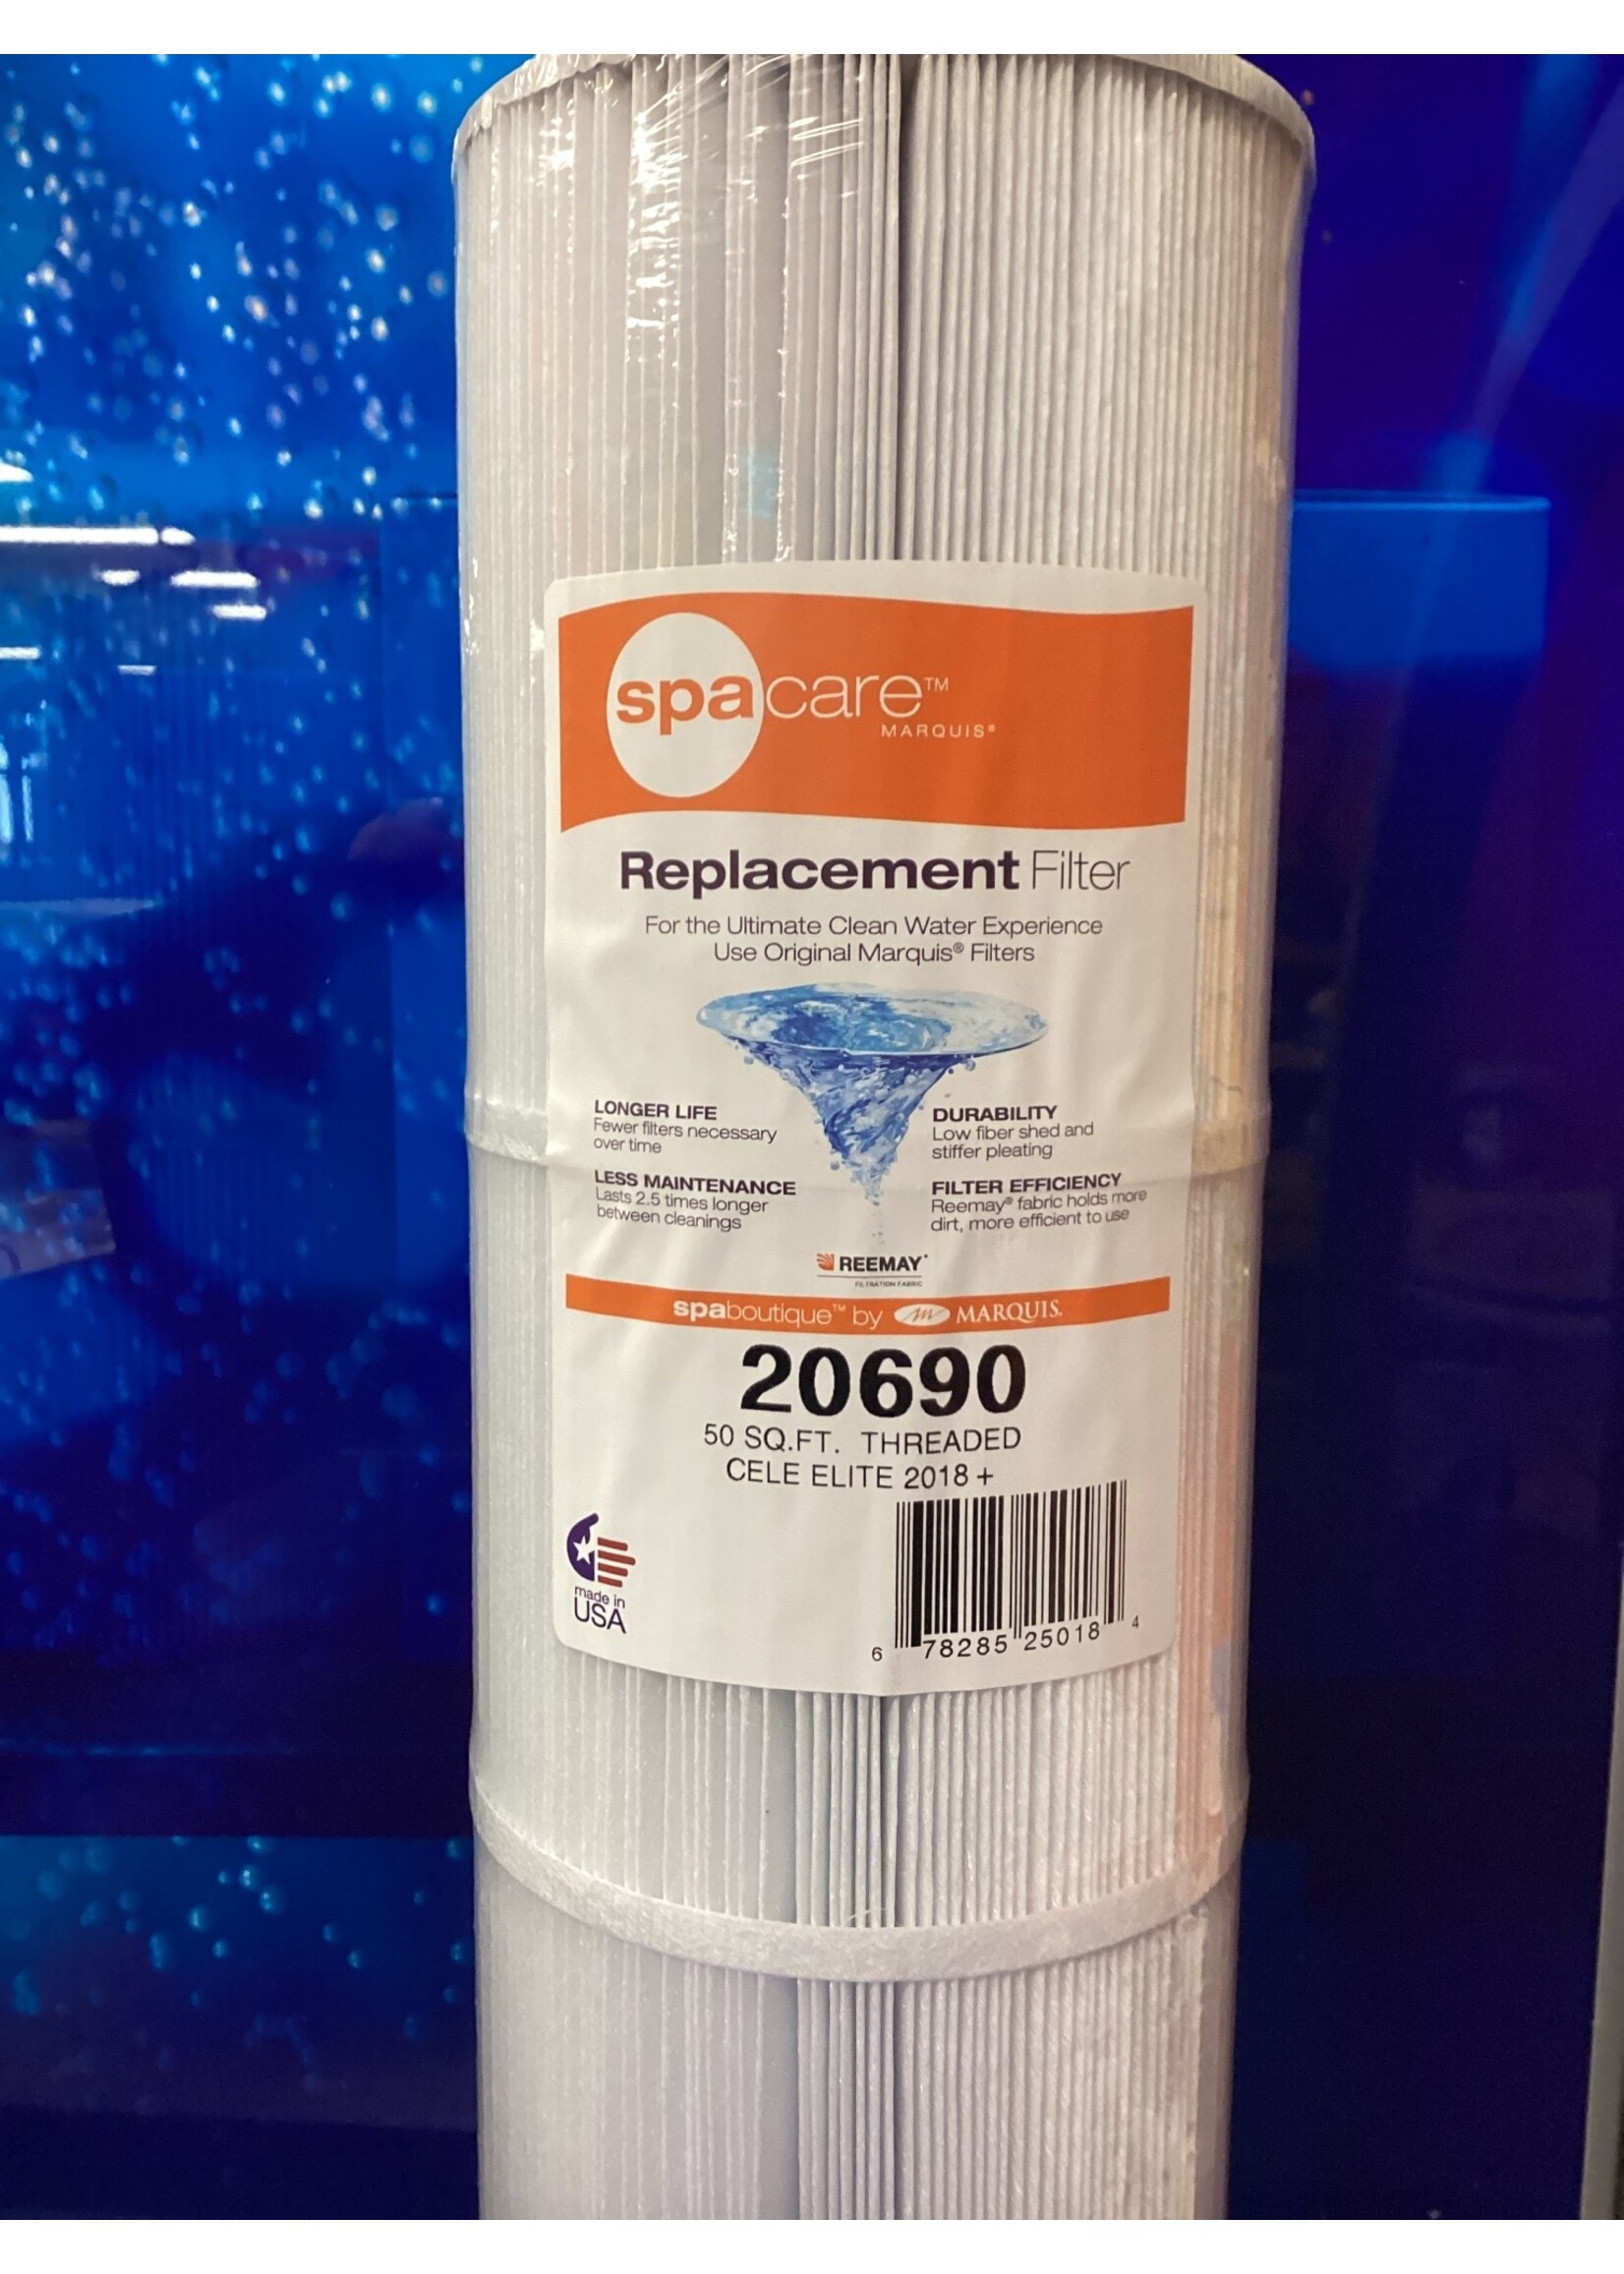 spacare™
MARQUIS®
Replacement Filter
For the Ultimate Clean Water Experience
Use Original Marquis® Filters
LONGER LIFE
Fewer filters necessary
over time
LESS MAINTENANCE
Lasts 2.5 times longer
between cleanings
DURABILITY
Low fiber shed and
stiffer pleating
FILTER EFFICIENCY
Reemay® fabric holds more
dirt, more efficient to use
REEMAY®
FILTRATION FABRIC
spaboutique™ by m MARQUIS.
20690
50 SQ.FT. THREADED
CELE ELITE 2018+
made in
USA
6 78285 25018 4